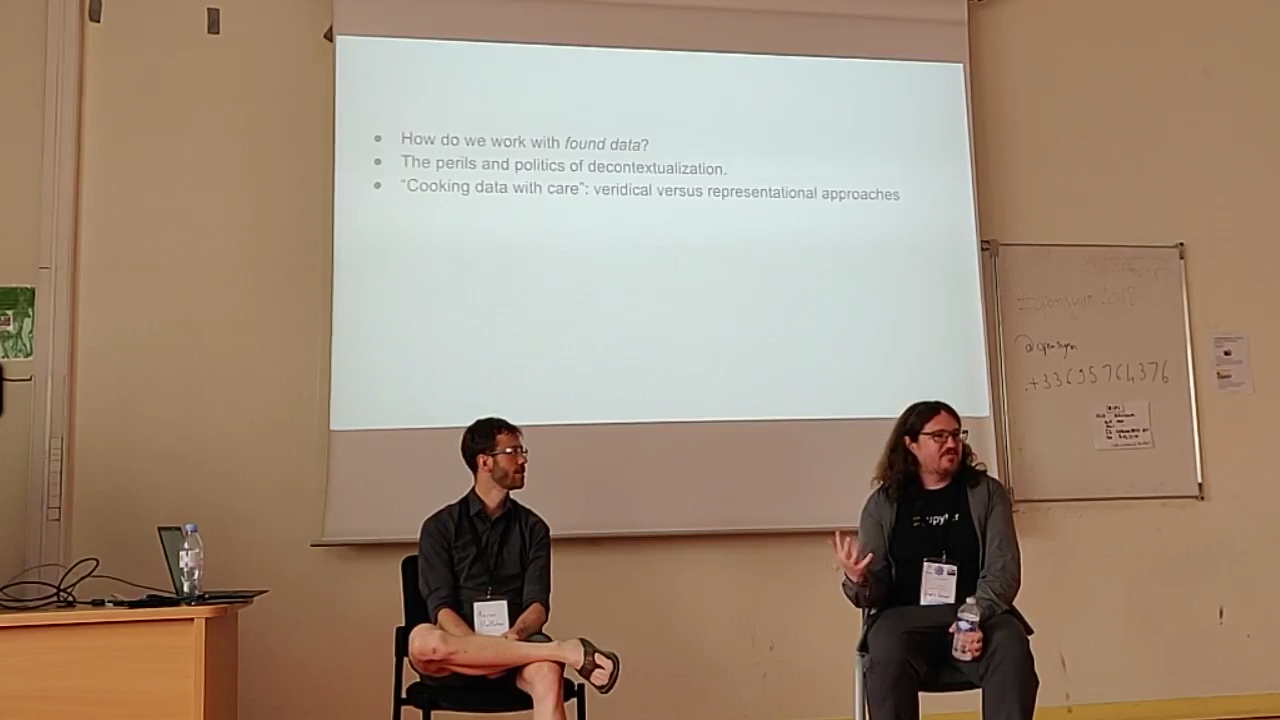 How do we work with found data?
The perils and politics of decontextualization.
“Cooking data with care”: veridical versus representational approaches
#opensym 2018
@opensym
+33695764376